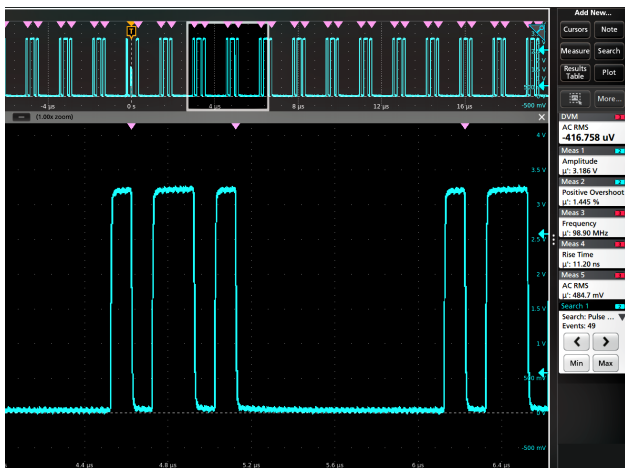 Add New...
Cursors
Note
Measure
Search
Results
Table
Plot
More...
T
-4 µs
0 s
4 µs
8 µs
12 µs
16 µs
-500 mV
(1.00x zoom)
4 V
3.5 V
3 V
2.5 V
2 V
1.5 V
1 V
500 mV
0 V
-500 mV
4.4 µs
4.8 µs
5.2 µs
5.6 µs
6 µs
6.4 µs
DVM
AC RMS
-416.758 uV
Meas 1
Amplitude
µ': 3.186 V
Meas 2
Positive Overshoot
µ': 1.445 %
Meas 3
Frequency
µ': 98.90 MHz
Meas 4
Rise Time
µ': 11.20 ns
Meas 5
AC RMS
µ': 484.7 mV
Search 1
Search: Pulse ...
Events: 49
Min
Max